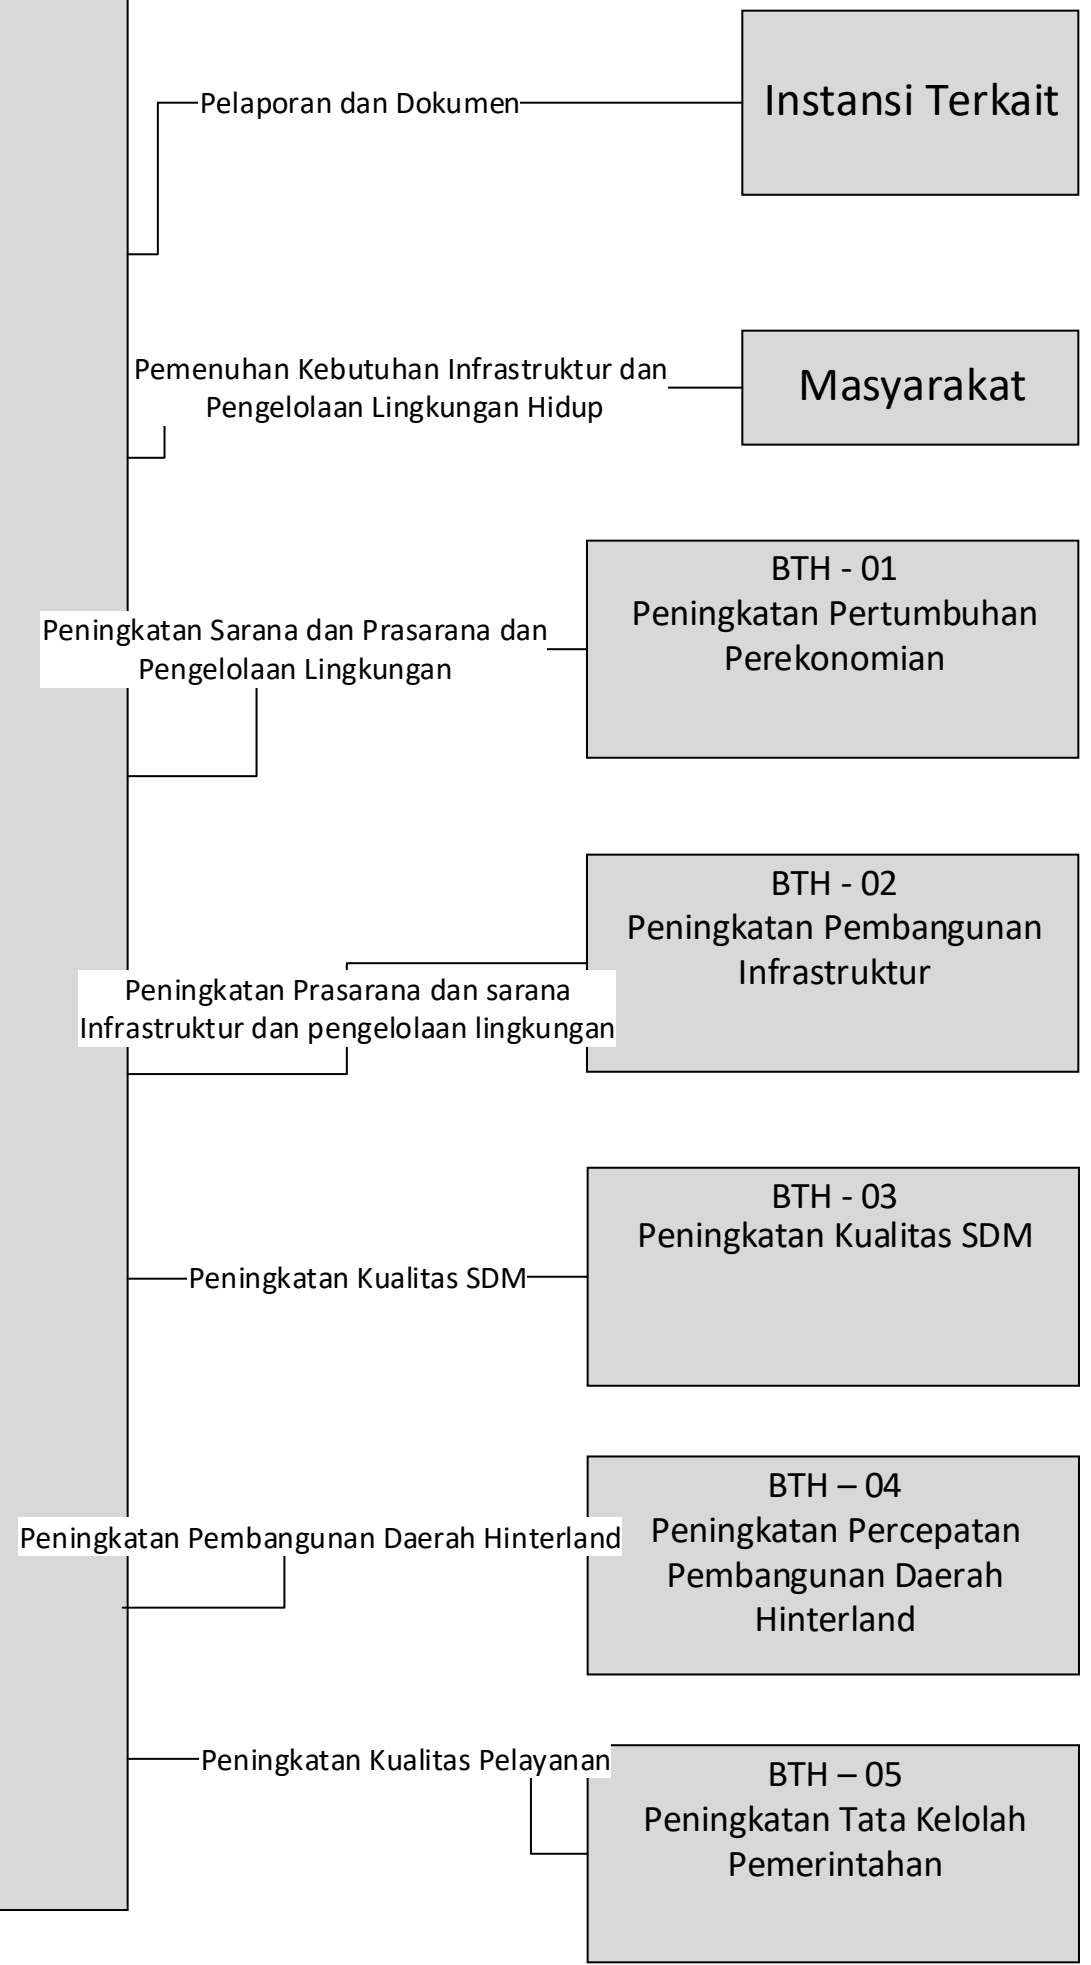 Pelaporan dan Dokumen
Instansi Terkait
Pemenuhan Kebutuhan Infrastruktur dan
Pengelolaan Lingkungan Hidup
Masyarakat
Peningkatan Sarana dan Prasarana dan
Pengelolaan Lingkungan
BTH - 01
Peningkatan Pertumbuhan
Perekonomian
Peningkatan Prasarana dan sarana
Infrastruktur dan pengelolaan lingkungan
BTH - 02
Peningkatan Pembangunan
Infrastruktur
Peningkatan Kualitas SDM
BTH - 03
Peningkatan Kualitas SDM
Peningkatan Pembangunan Daerah Hinterland
BTH – 04
Peningkatan Percepatan
Pembangunan Daerah
Hinterland
Peningkatan Kualitas Pelayanan
BTH – 05
Peningkatan Tata Kelolah
Pemerintahan